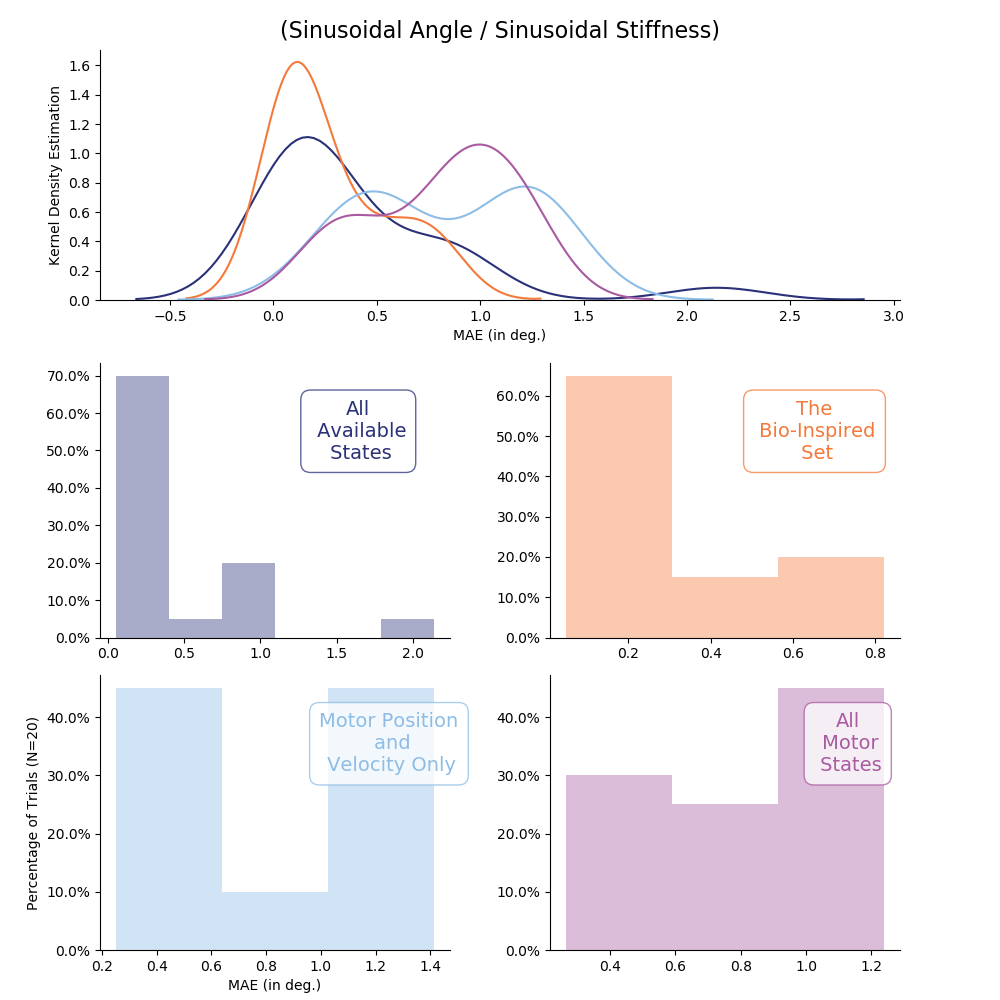 (Sinusoidal Angle / Sinusoidal Stiffness)
Kernel Density Estimation
1.6
1.4
1.2
1.0
0.8
0.6
0.4
0.2
0.0
−0.5 0.0 0.5 1.0 1.5 2.0 2.5 3.0
MAE (in deg.)
70.0%
60.0%
50.0%
40.0%
30.0%
20.0%
10.0%
0.0%
0.0 0.5 1.0 1.5 2.0
All
Available
States
60.0%
50.0%
40.0%
30.0%
20.0%
10.0%
0.0%
0.2 0.4 0.6 0.8
The
Bio-Inspired
Set
Percentage of Trials (N=20)
40.0%
30.0%
20.0%
10.0%
0.0%
0.2 0.4 0.6 0.8 1.0 1.2 1.4
MAE (in deg.)
Motor Position
and
Velocity Only
40.0%
30.0%
20.0%
10.0%
0.0%
0.4 0.6 0.8 1.0 1.2
All
Motor
States